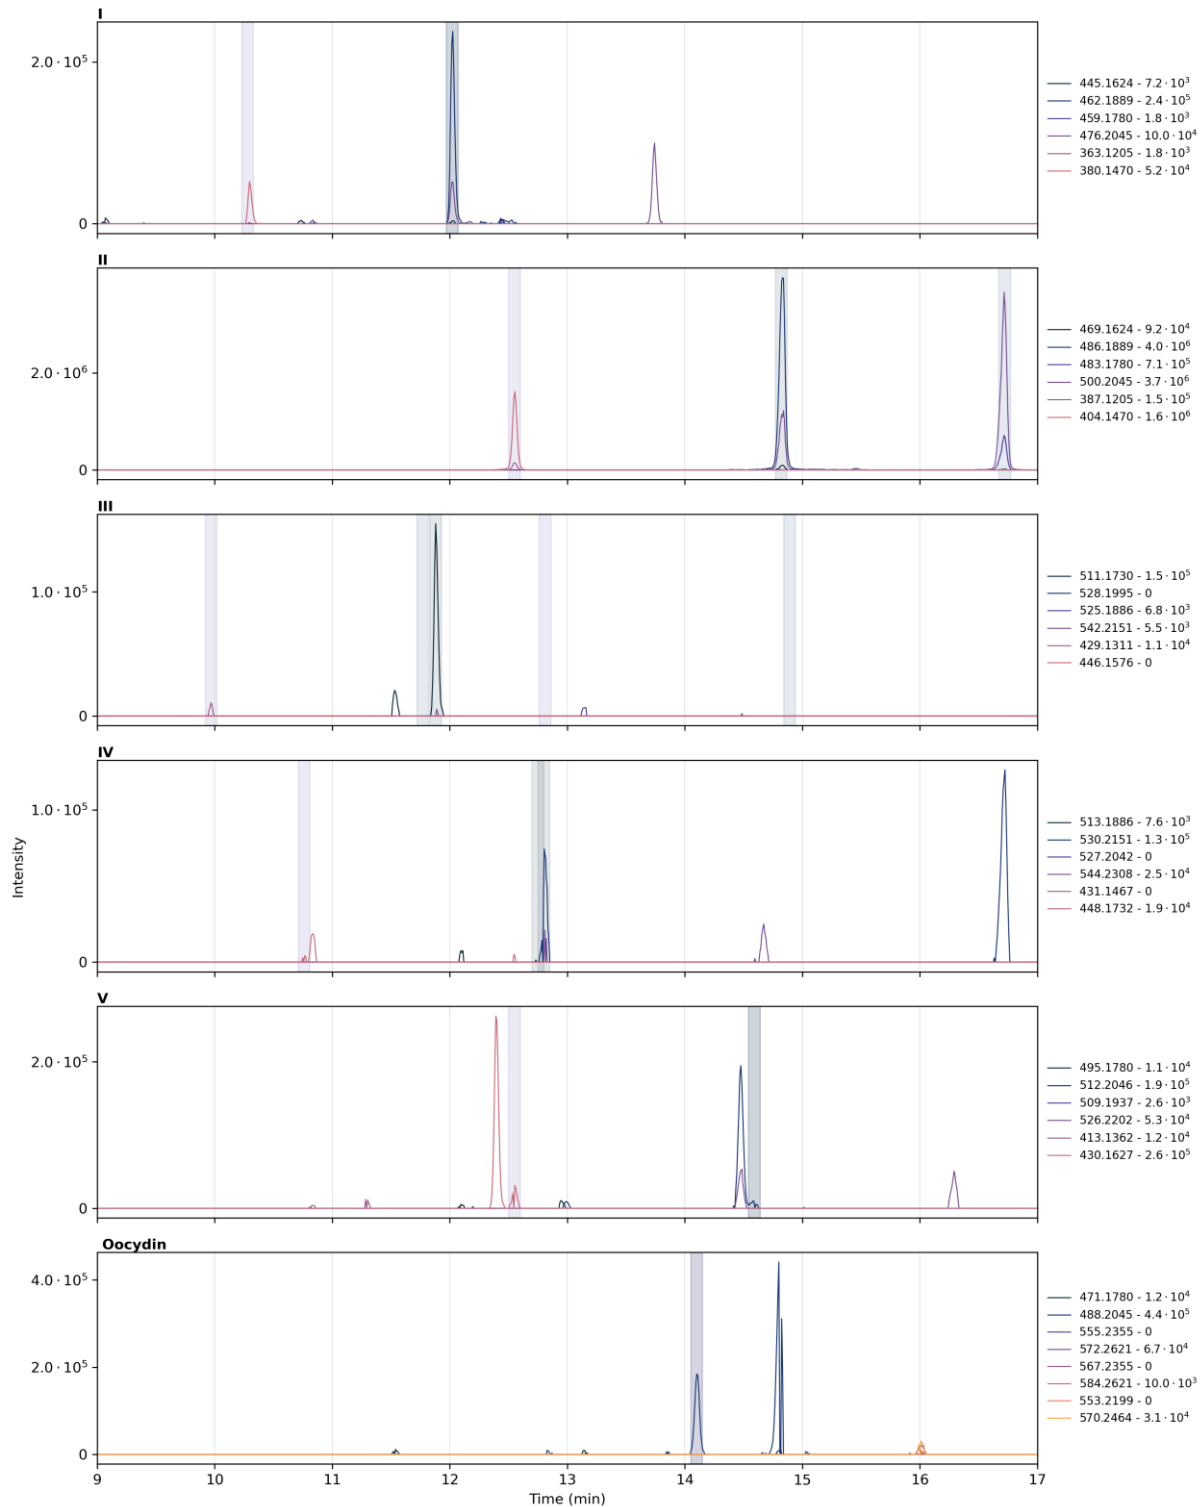 I
2.0 · 10⁵
0
445.1624 - 7.2 · 10³
462.1889 - 2.4 · 10⁵
459.1780 - 1.8 · 10³
476.2045 - 10.0 · 10⁴
363.1205 - 1.8 · 10³
380.1470 - 5.2 · 10⁴
II
2.0 · 10⁶
0
469.1624 - 9.2 · 10⁴
486.1889 - 4.0 · 10⁶
483.1780 - 7.1 · 10⁵
500.2045 - 3.7 · 10⁶
387.1205 - 1.5 · 10⁵
404.1470 - 1.6 · 10⁶
III
1.0 · 10⁵
0
511.1730 - 1.5 · 10⁵
528.1995 - 0
525.1886 - 6.8 · 10³
542.2151 - 5.5 · 10³
429.1311 - 1.1 · 10⁴
446.1576 - 0
IV
1.0 · 10⁵
0
513.1886 - 7.6 · 10³
530.2151 - 1.3 · 10⁵
527.2042 - 0
544.2308 - 2.5 · 10⁴
431.1467 - 0
448.1732 - 1.9 · 10⁴
Intensity
V
2.0 · 10⁵
0
495.1780 - 1.1 · 10⁴
512.2046 - 1.9 · 10⁵
509.1937 - 2.6 · 10³
526.2202 - 5.3 · 10⁴
413.1362 - 1.2 · 10⁴
430.1627 - 2.6 · 10⁵
Oocydin
4.0 · 10⁵
2.0 · 10⁵
0
471.1780 - 1.2 · 10⁴
488.2045 - 4.4 · 10⁵
555.2355 - 0
572.2621 - 6.7 · 10⁴
567.2355 - 0
584.2621 - 10.0 · 10³
553.2199 - 0
570.2464 - 3.1 · 10⁴
9 10 11 12 13 14 15 16 17
Time (min)